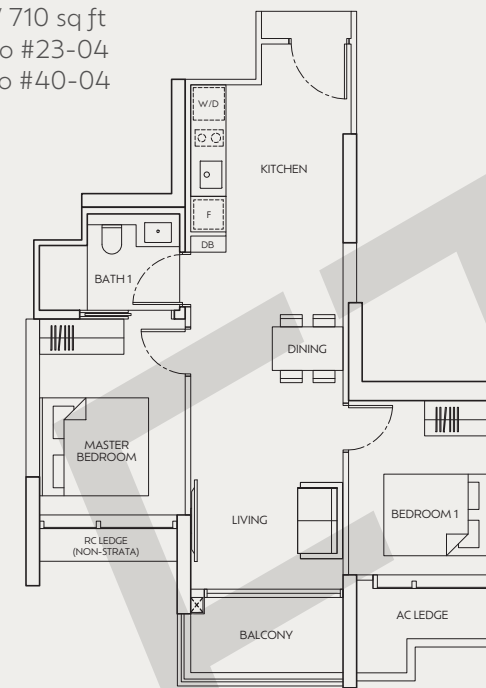 710 sq ft
#23-04
#40-04
W/D
KITCHEN
F
DB
BATH 1
DINING
MASTER
BEDROOM
LIVING
BEDROOM 1
RC LEDGE
(NON-STRATA)
AC LEDGE
BALCONY